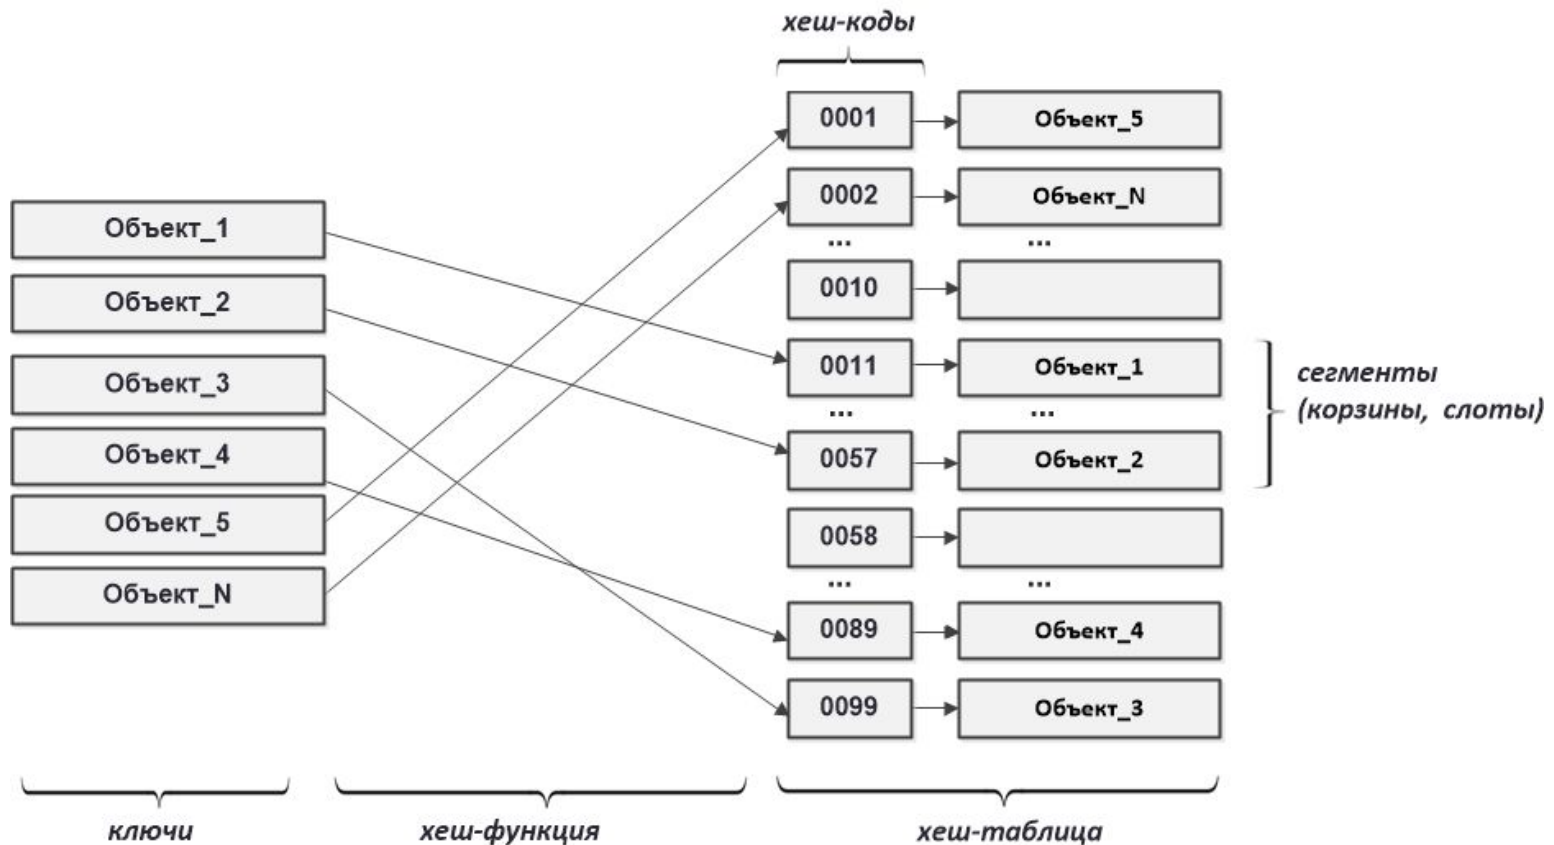 хеш-коды
0001
Объект_5
0002
Объект_N
... ...
Объект_1
Объект_2
Объект_3
Объект_4
Объект_5
Объект_N
0010
0011
Объект_1
... ...
0057
Объект_2
0058
... ...
0089
Объект_4
0099
Объект_3
сегменты
(корзины, слоты)
ключи
хеш-функция
хеш-таблица